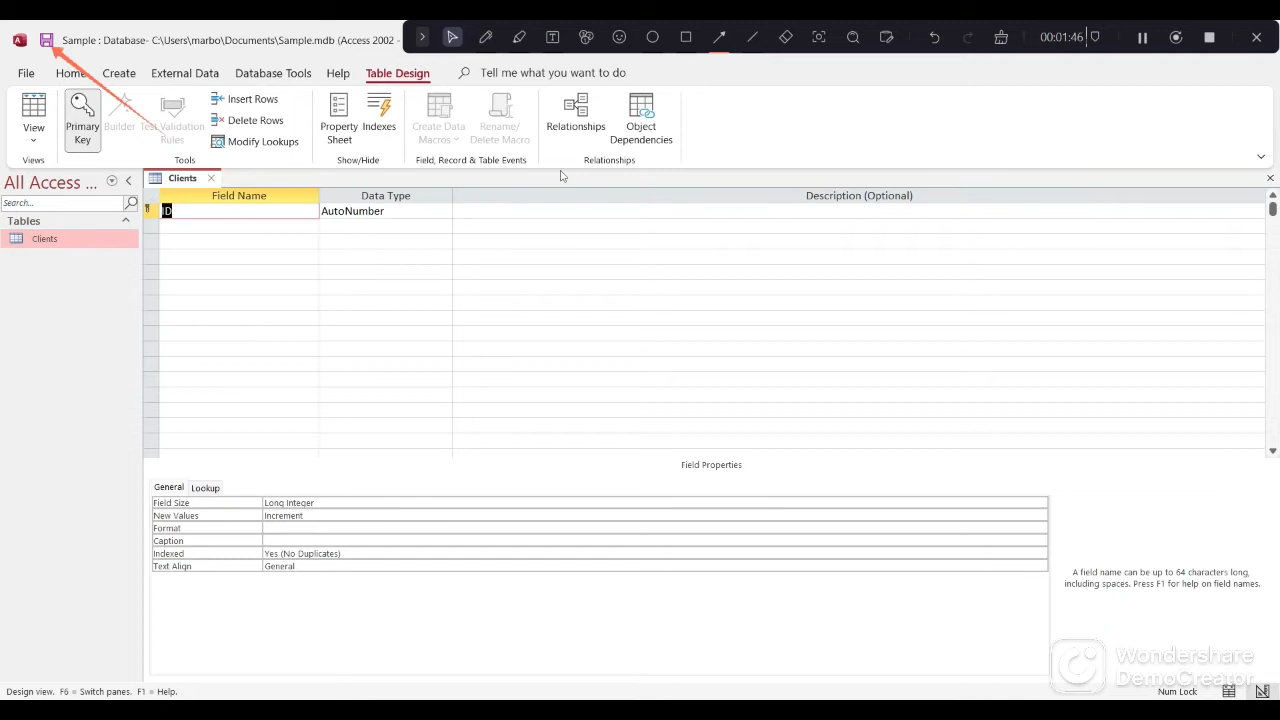 Sample : Database- C:\Users\marbo\Documents\Sample.mdb (Access 2002 -
00:01:46
File Home Create External Data Database Tools Help Table Design Tell me what you want to do
View
Primary Key
Builder
Test Validation Rules
Insert Rows
Delete Rows
Modify Lookups
Property Sheet
Indexes
Create Data Macros
Rename/ Delete Macro
Relationships
Object Dependencies
Views
Tools
Show/Hide
Field, Record & Table Events
Relationships
All Access ...
Search...
Tables
Clients
Clients
Field Name Data Type Description (Optional)
ID AutoNumber
Field Properties
General Lookup
Field Size Long Integer
New Values Increment
Format
Caption
Indexed Yes (No Duplicates)
Text Align General
A field name can be up to 64 characters long,
including spaces. Press F1 for help on field names.
Wondershare
DemoCreator
Design view. F6 = Switch panes. F1 = Help.
Num Lock